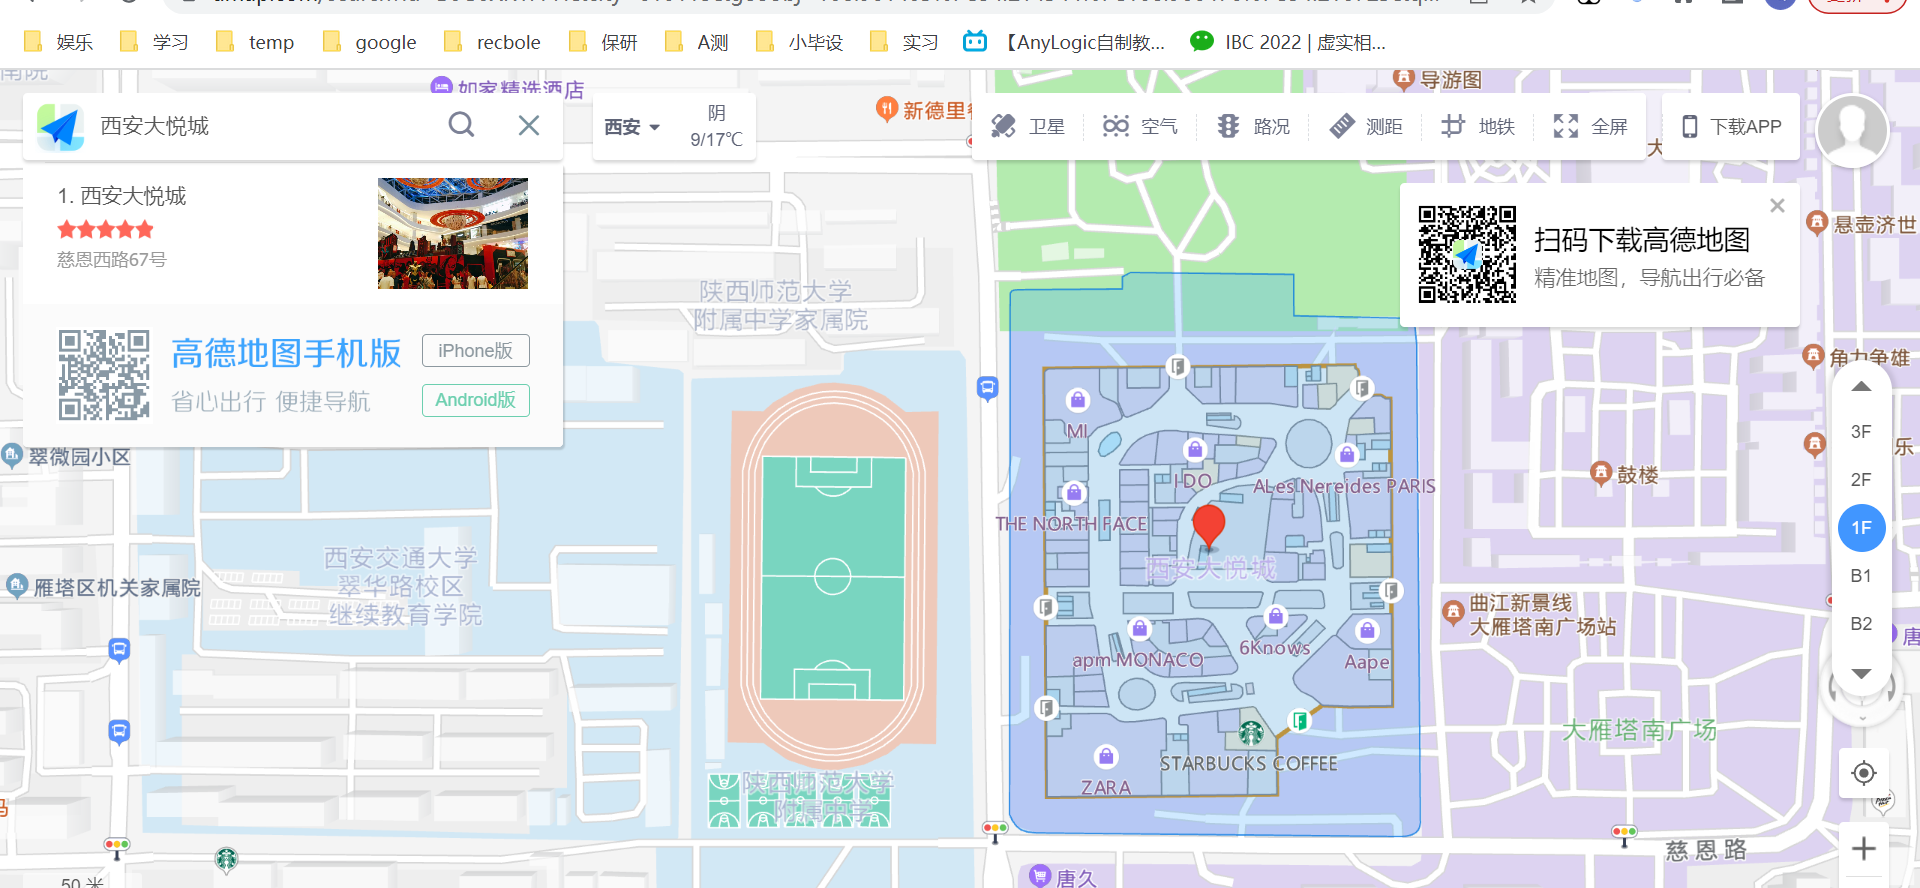 娱乐
学习
temp
google
recbole
保研
A测
小毕设
实习
【AnyLogic自制教...
IBC 2022 | 虚实相...
如家精选酒店
新德里餐
导游图
西安大悦城
西安
阴
9/17℃
卫星
空气
路况
测距
地铁
全屏
下载APP
1. 西安大悦城
慈恩西路67号
高德地图手机版
省心出行 便捷导航
iPhone版
Android版
扫码下载高德地图
精准地图，导航出行必备
悬壶济世
角力争雄
陕西师范大学
附属中学家属院
翠微园小区
雁塔区机关家属院
西安交通大学
翠华路校区
继续教育学院
MI
I DO
ALes Nereides PARIS
THE NORTH FACE
西安大悦城
apm MONACO
6Knows
Aape
STARBUCKS COFFEE
ZARA
鼓楼
曲江新景线
大雁塔南广场站
大雁塔南广场
3F
2F
1F
B1
B2
乐
唐
陕西师范大学
附属中学
慈恩路
唐久
50 米